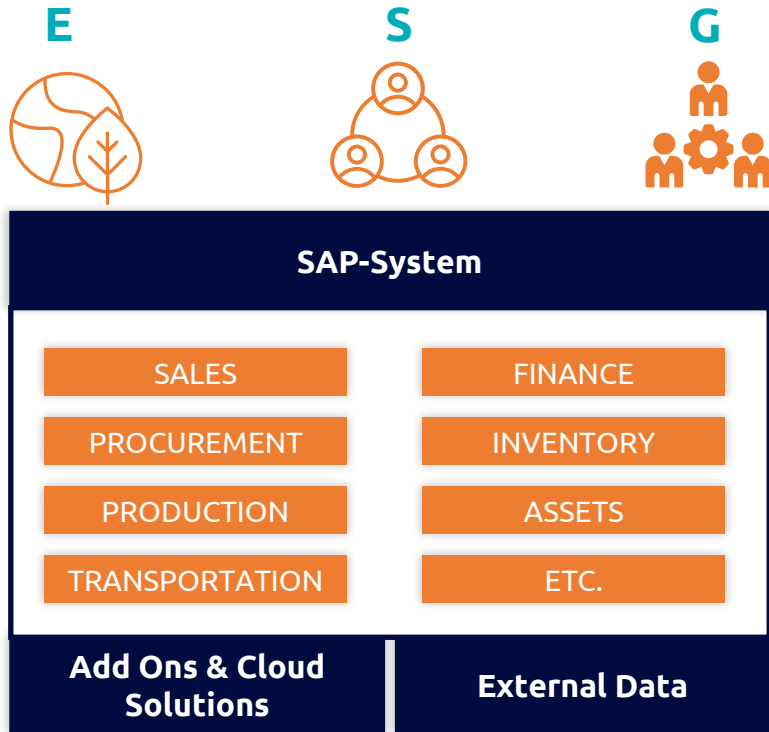 E
S
G
SAP-System
SALES
FINANCE
PROCUREMENT
INVENTORY
PRODUCTION
ASSETS
TRANSPORTATION
ETC.
Add Ons & Cloud
Solutions
External Data